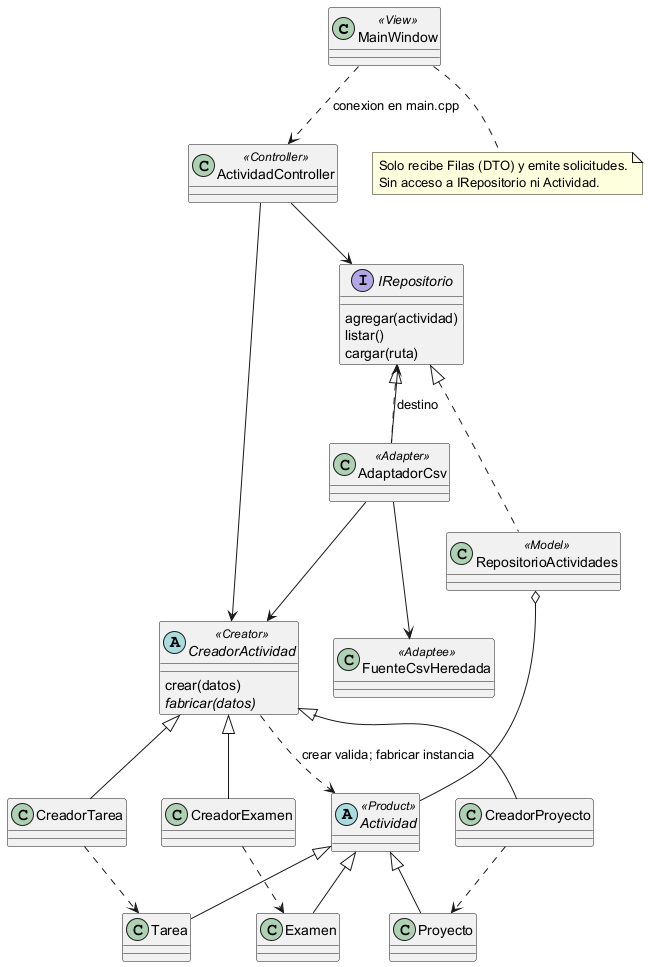 C
«View»
MainWindow
conexion en main.cpp
C
«Controller»
ActividadController
Solo recibe Filas (DTO) y emite solicitudes.
Sin acceso a IRepositorio ni Actividad.
I
IRepositorio
agregar(actividad)
listar()
cargar(ruta)
destino
C
«Adapter»
AdaptadorCsv
C
«Model»
RepositorioActividades
A
«Creator»
CreadorActividad
crear(datos)
fabricar(datos)
C
«Adaptee»
FuenteCsvHeredada
crear valida; fabricar instancia
C
CreadorTarea
C
CreadorExamen
A
«Product»
Actividad
C
CreadorProyecto
C
Tarea
C
Examen
C
Proyecto